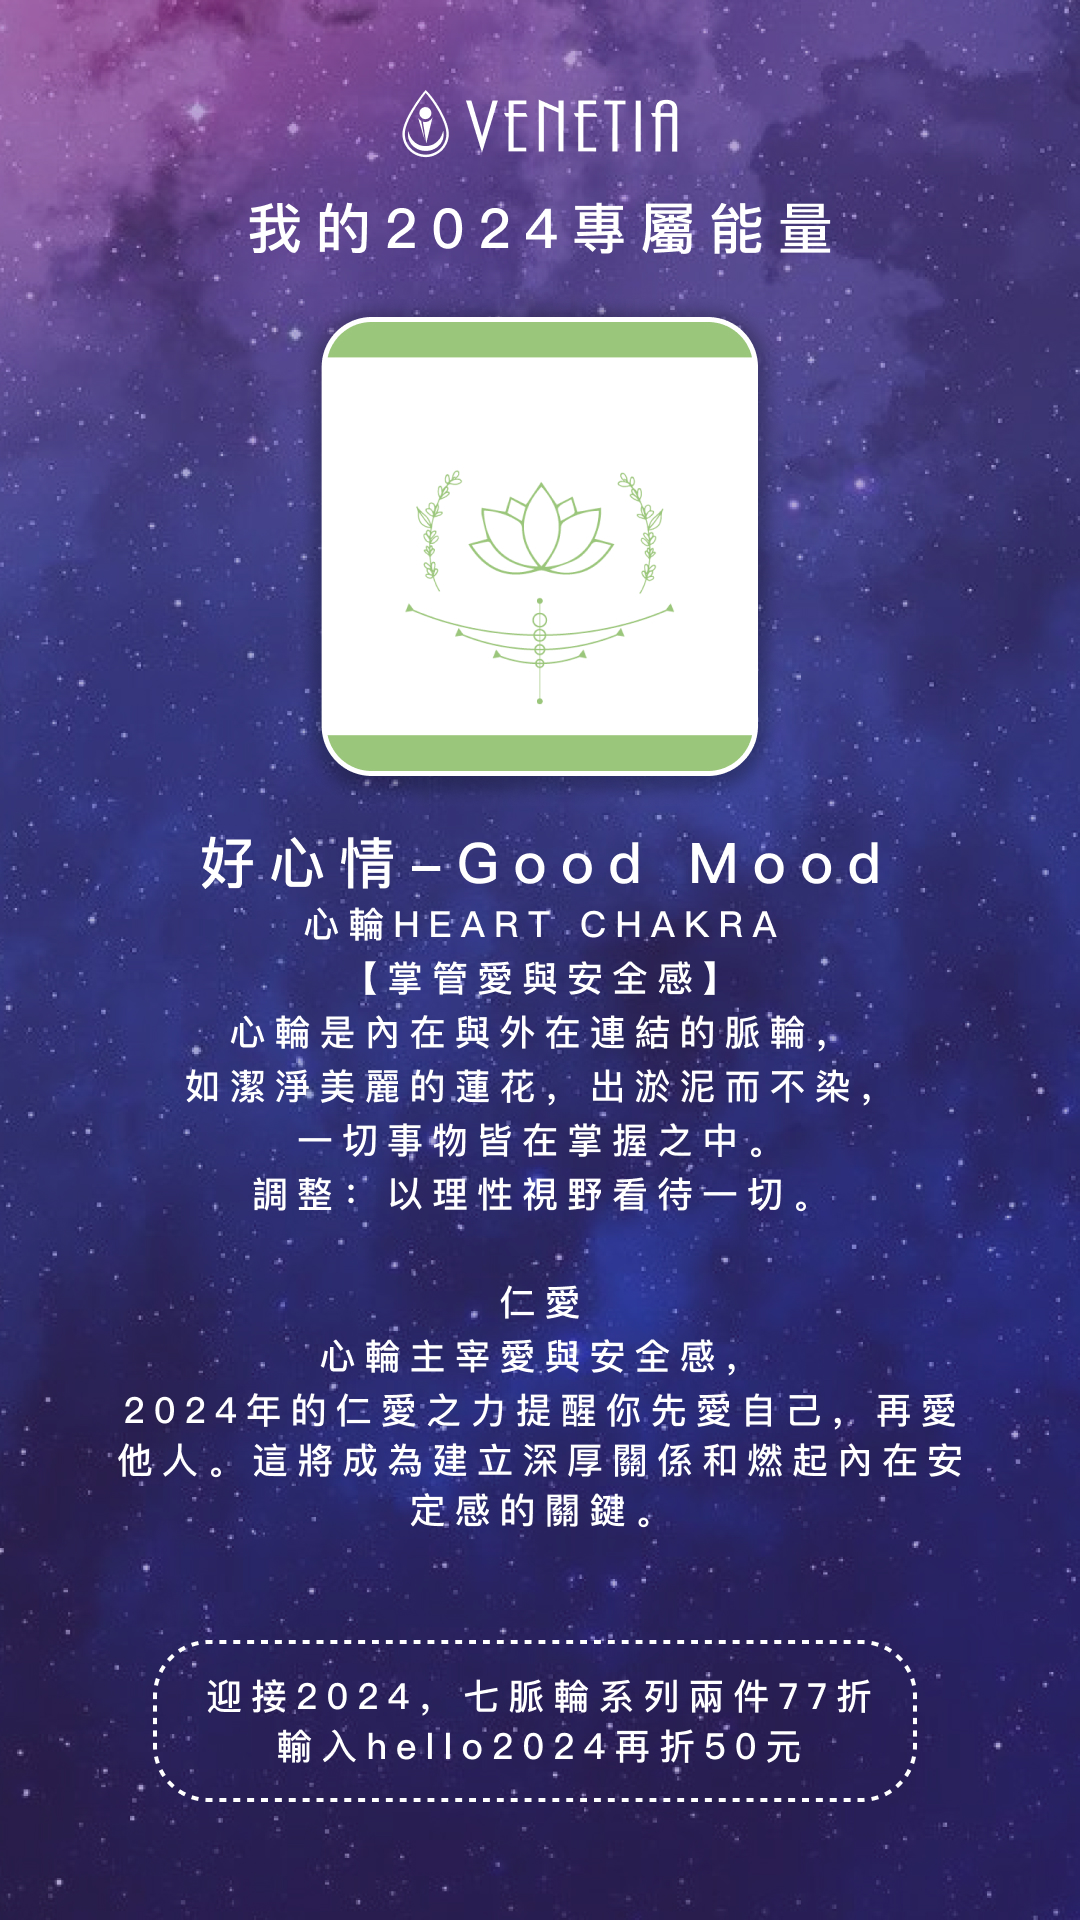 VENETIA
我的2024專屬能量
好心情–Good Mood
心輪HEART CHAKRA
【掌管愛與安全感】
心輪是內在與外在連結的脈輪，
如潔淨美麗的蓮花，出淤泥而不染，
一切事物皆在掌握之中。
調整：以理性視野看待一切。
仁愛
心輪主宰愛與安全感，
2024年的仁愛之力提醒你先愛自己，再愛
他人。這將成為建立深厚關係和燃起內在安
定感的關鍵。
迎接2024，七脈輪系列兩件77折
輸入hello2024再折50元